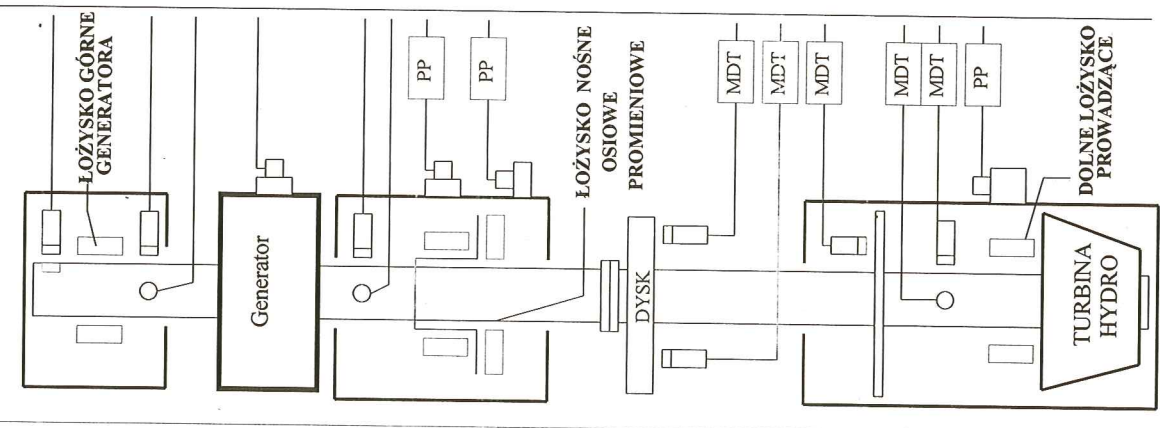 ŁOŻYSKO GÓRNE
GENERATORA
Generator
PP
PP
ŁOŻYSKO NOŚNE
OSIOWE
PROMIENIOWE
DYSK
MDT
MDT
MDT
MDT
MDT
PP
DOLNE ŁOŻYSKO
PROWADZĄCE
TURBINA
HYDRO